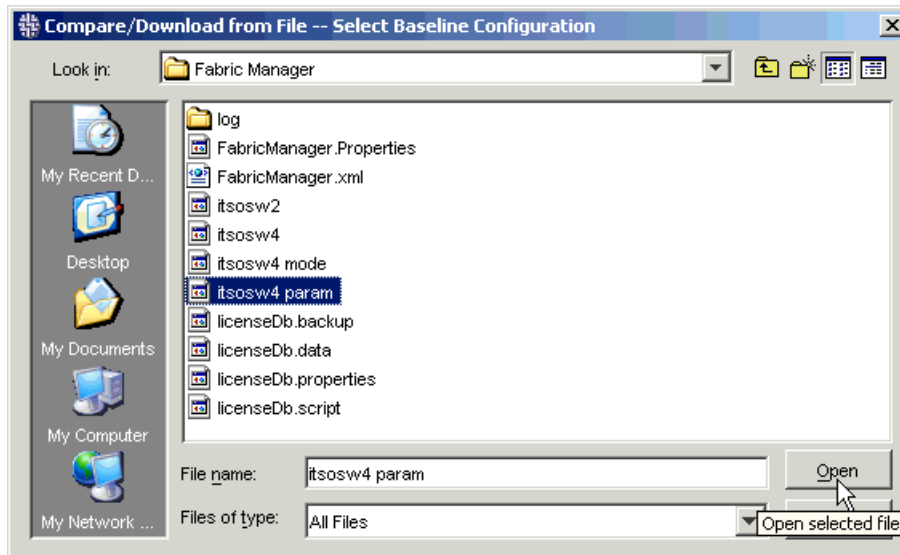 Compare/Download from File -- Select Baseline Configuration
Look in: Fabric Manager
log
FabricManager.Properties
FabricManager.xml
itsosw2
itsosw4
itsosw4 mode
itsosw4 param
licenseDb.backup
licenseDb.data
licenseDb.properties
licenseDb.script
My Recent D...
Desktop
My Documents
My Computer
My Network ...
File name: itsosw4 param Open
Files of type: All Files
Open selected file